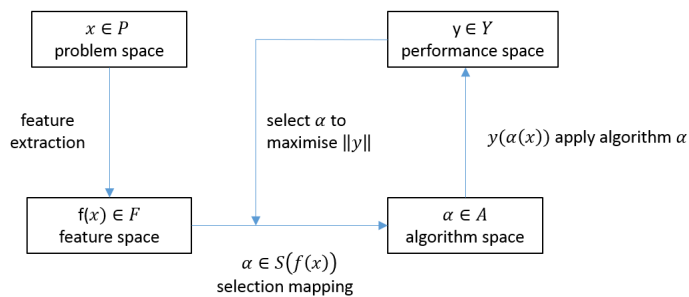 x ∈ P
problem space
y ∈ Y
performance space
feature
extraction
select α to
maximise ‖y‖
y(α(x)) apply algorithm α
f(x) ∈ F
feature space
α ∈ A
algorithm space
α ∈ S(f(x))
selection mapping